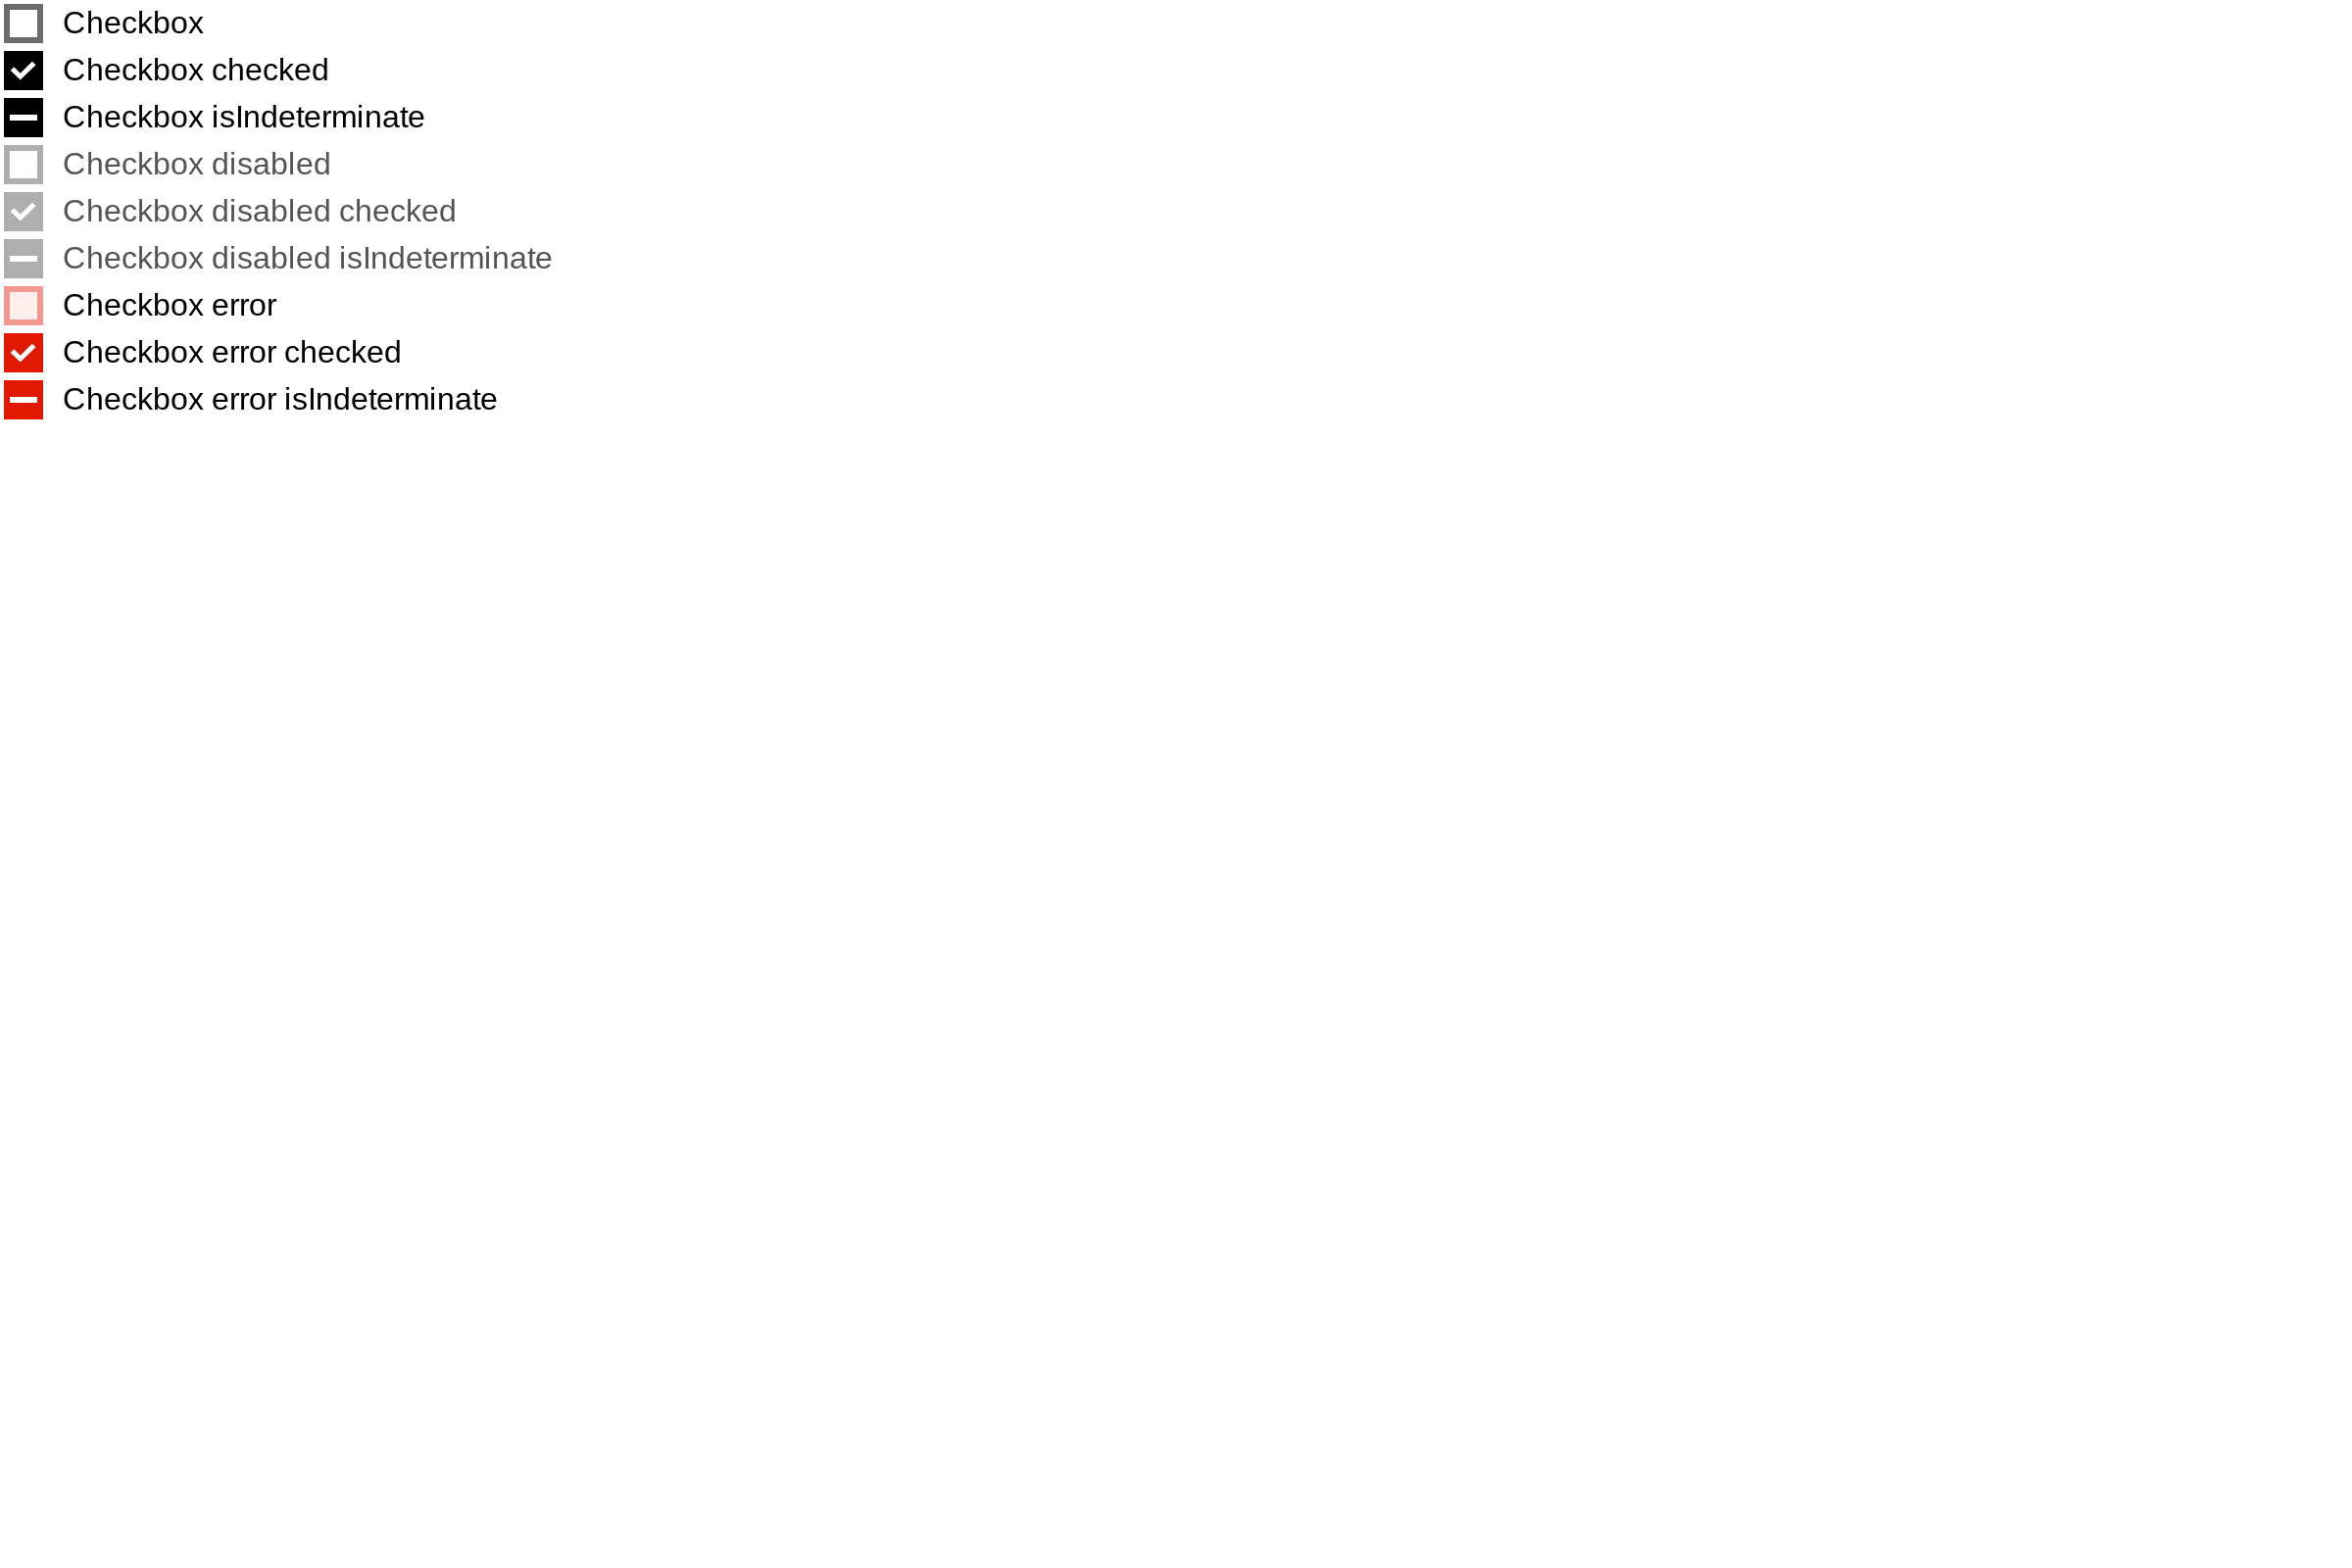 Checkbox
Checkbox checked
Checkbox isIndeterminate
Checkbox disabled
Checkbox disabled checked
Checkbox disabled isIndeterminate
Checkbox error
Checkbox error checked
Checkbox error isIndeterminate